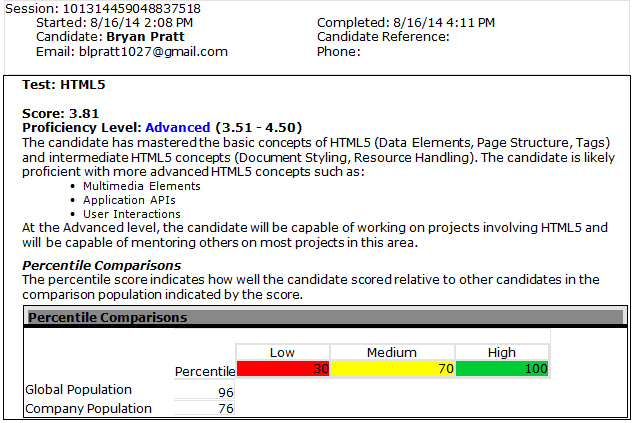 Session: 101314459048837518
Started: 8/16/14 2:08 PM Completed: 8/16/14 4:11 PM
Candidate: Bryan Pratt Candidate Reference:
Email: blpratt1027@gmail.com Phone:
Test: HTML5
Score: 3.81
Proficiency Level: Advanced (3.51 - 4.50)
The candidate has mastered the basic concepts of HTML5 (Data Elements, Page Structure, Tags)
and intermediate HTML5 concepts (Document Styling, Resource Handling). The candidate is likely
proficient with more advanced HTML5 concepts such as:
• Multimedia Elements
• Application APIs
• User Interactions
At the Advanced level, the candidate will be capable of working on projects involving HTML5 and
will be capable of mentoring others on most projects in this area.
Percentile Comparisons
The percentile score indicates how well the candidate scored relative to other candidates in the
comparison population indicated by the score.
Percentile Comparisons
Low Medium High
Percentile 30 70 100
Global Population 96
Company Population 76